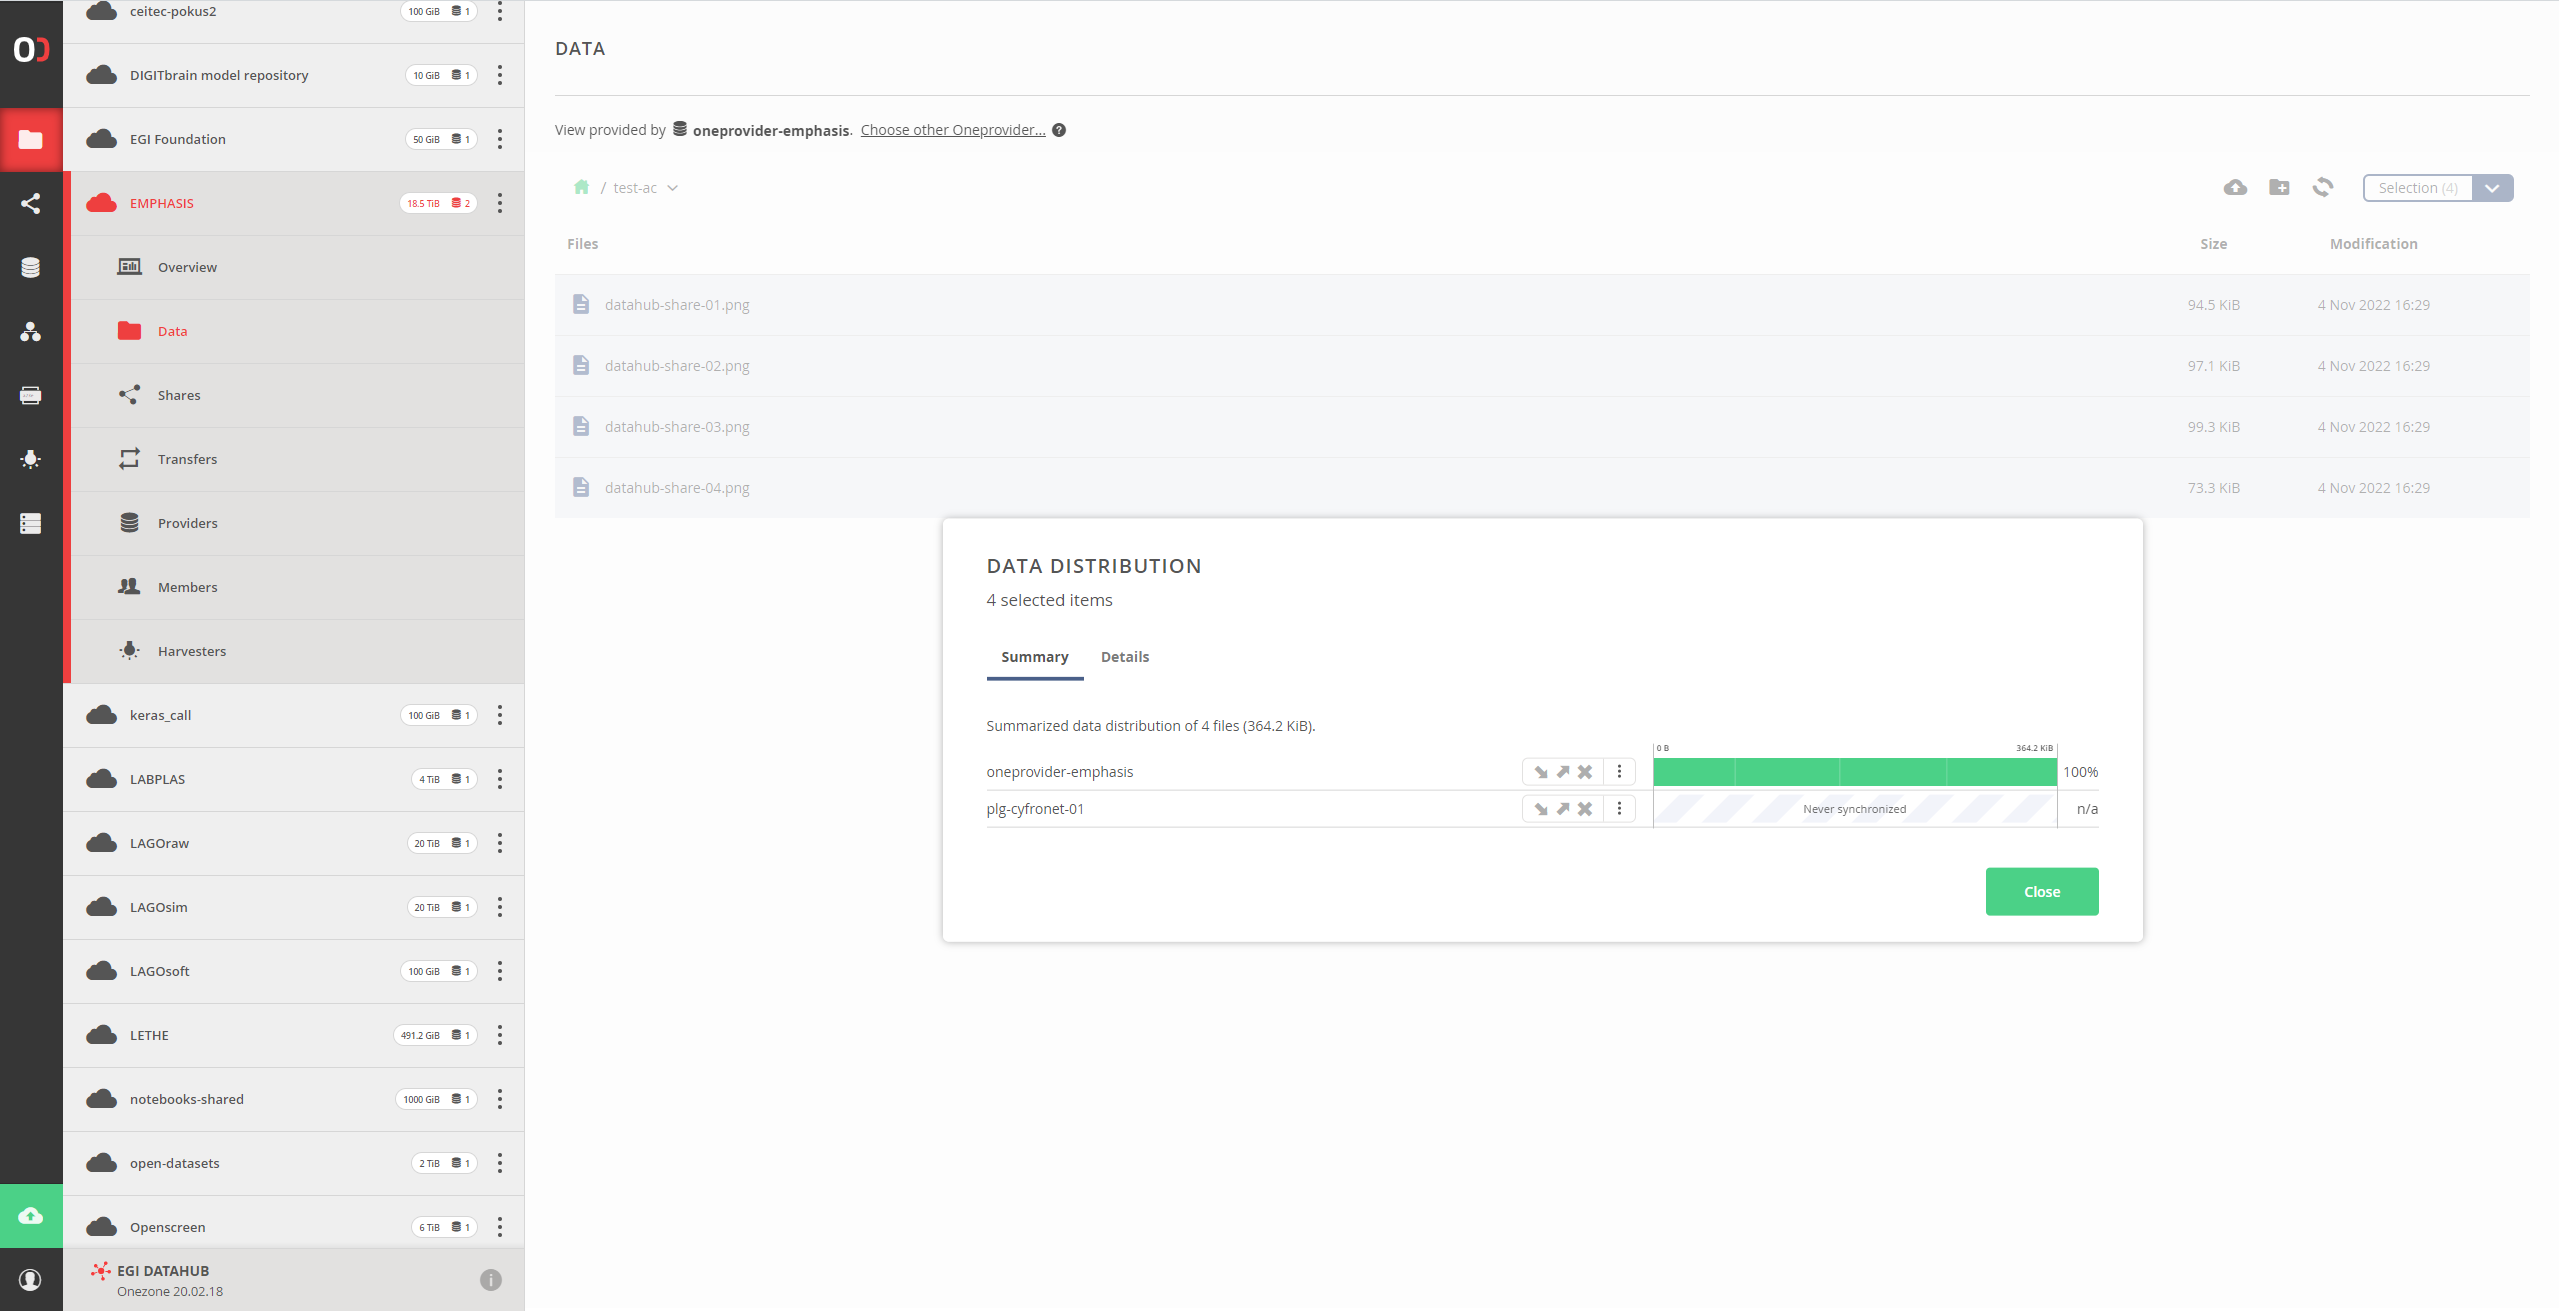 ceitec-pokus2 100 GiB 1
DIGITbrain model repository 10 GiB 1
EGI Foundation 50 GiB 1
EMPHASIS 18.5 TiB 2
Overview
Data
Shares
Transfers
Providers
Members
Harvesters
keras_call 100 GiB 1
LABPLAS 4 TiB 1
LAGOraw 20 TiB 1
LAGOsim 20 TiB 1
LAGOsoft 100 GiB 1
LETHE 491.2 GiB 1
notebooks-shared 1000 GiB 1
open-datasets 2 TiB 1
Openscreen 6 TiB 1
EGI DATAHUB
Onezone 20.02.18
DATA
View provided by oneprovider-emphasis. Choose other Oneprovider... ?
/ test-ac
Selection (4)
Files Size Modification
datahub-share-01.png 94.5 KiB 4 Nov 2022 16:29
datahub-share-02.png 97.1 KiB 4 Nov 2022 16:29
datahub-share-03.png 99.3 KiB 4 Nov 2022 16:29
datahub-share-04.png 73.3 KiB 4 Nov 2022 16:29
DATA DISTRIBUTION
4 selected items
Summary Details
Summarized data distribution of 4 files (364.2 KiB).
0 B 364.2 KiB
oneprovider-emphasis 100%
plg-cyfronet-01 Never synchronized n/a
Close